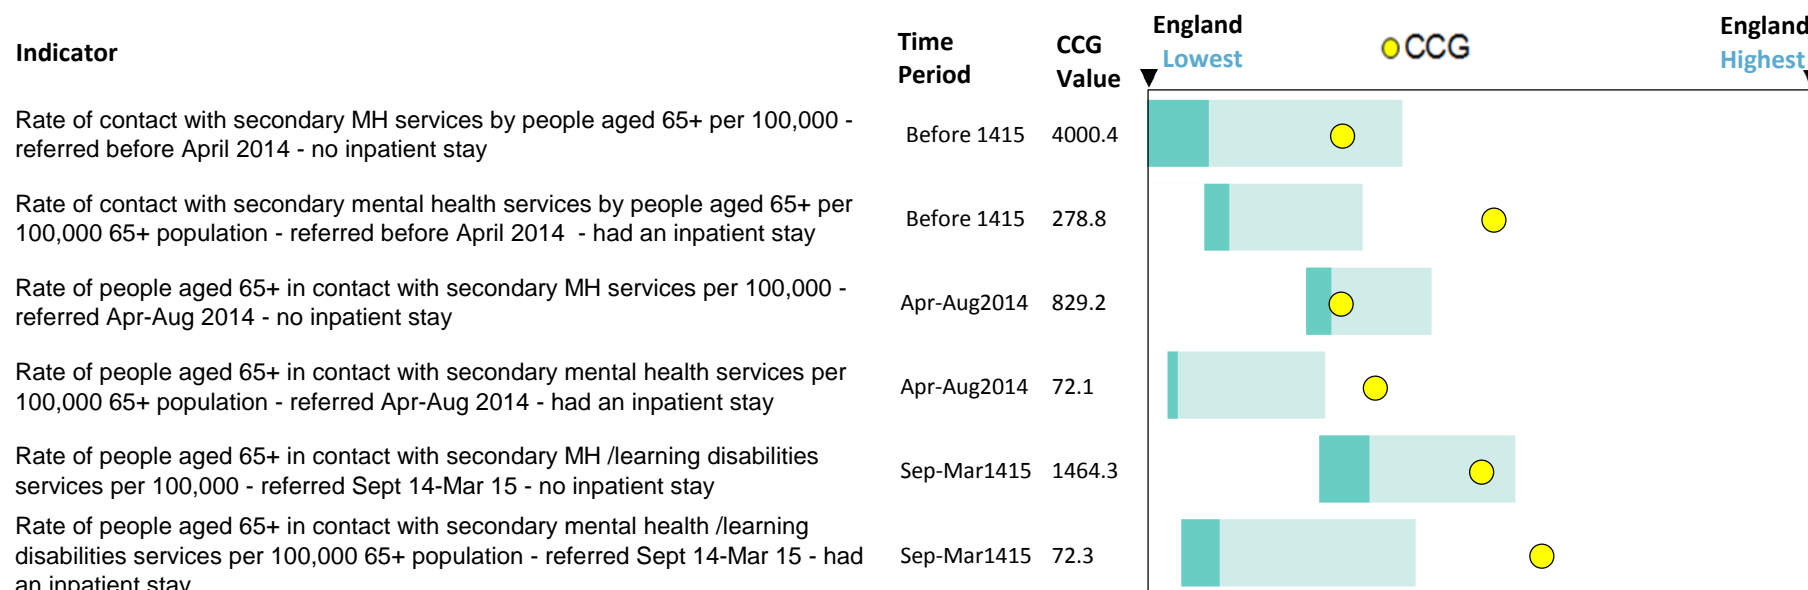 Indicator
Time Period
CCG Value
England Lowest
CCG
England Highest
Rate of contact with secondary MH services by people aged 65+ per 100,000 -
referred before April 2014 - no inpatient stay
Before 1415 4000.4
Rate of contact with secondary mental health services by people aged 65+ per
100,000 65+ population - referred before April 2014 - had an inpatient stay
Before 1415 278.8
Rate of people aged 65+ in contact with secondary MH services per 100,000 -
referred Apr-Aug 2014 - no inpatient stay
Apr-Aug2014 829.2
Rate of people aged 65+ in contact with secondary mental health services per
100,000 65+ population - referred Apr-Aug 2014 - had an inpatient stay
Apr-Aug2014 72.1
Rate of people aged 65+ in contact with secondary MH /learning disabilities
services per 100,000 - referred Sept 14-Mar 15 - no inpatient stay
Sep-Mar1415 1464.3
Rate of people aged 65+ in contact with secondary mental health /learning
disabilities services per 100,000 65+ population - referred Sept 14-Mar 15 - had
an inpatient stay
Sep-Mar1415 72.3